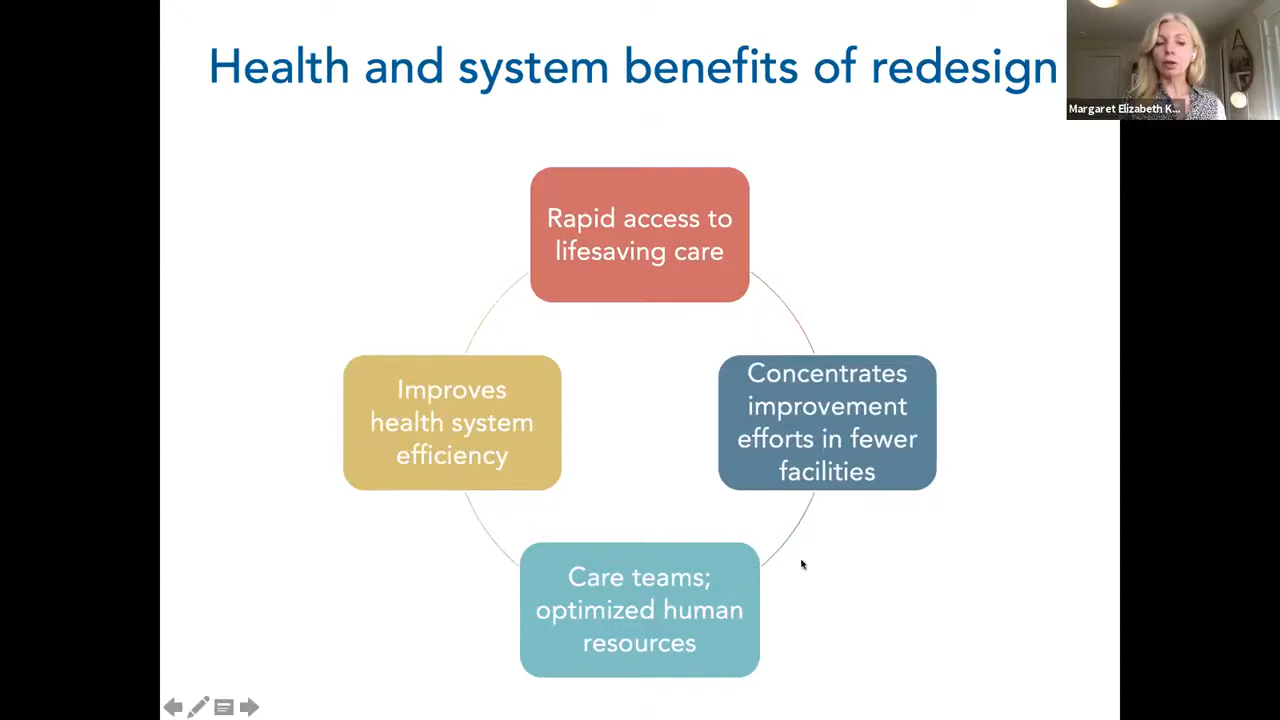 Health and system benefits of redesign
Margaret Elizabeth K...
Rapid access to
lifesaving care
Improves
health system
efficiency
Concentrates
improvement
efforts in fewer
facilities
Care teams;
optimized human
resources